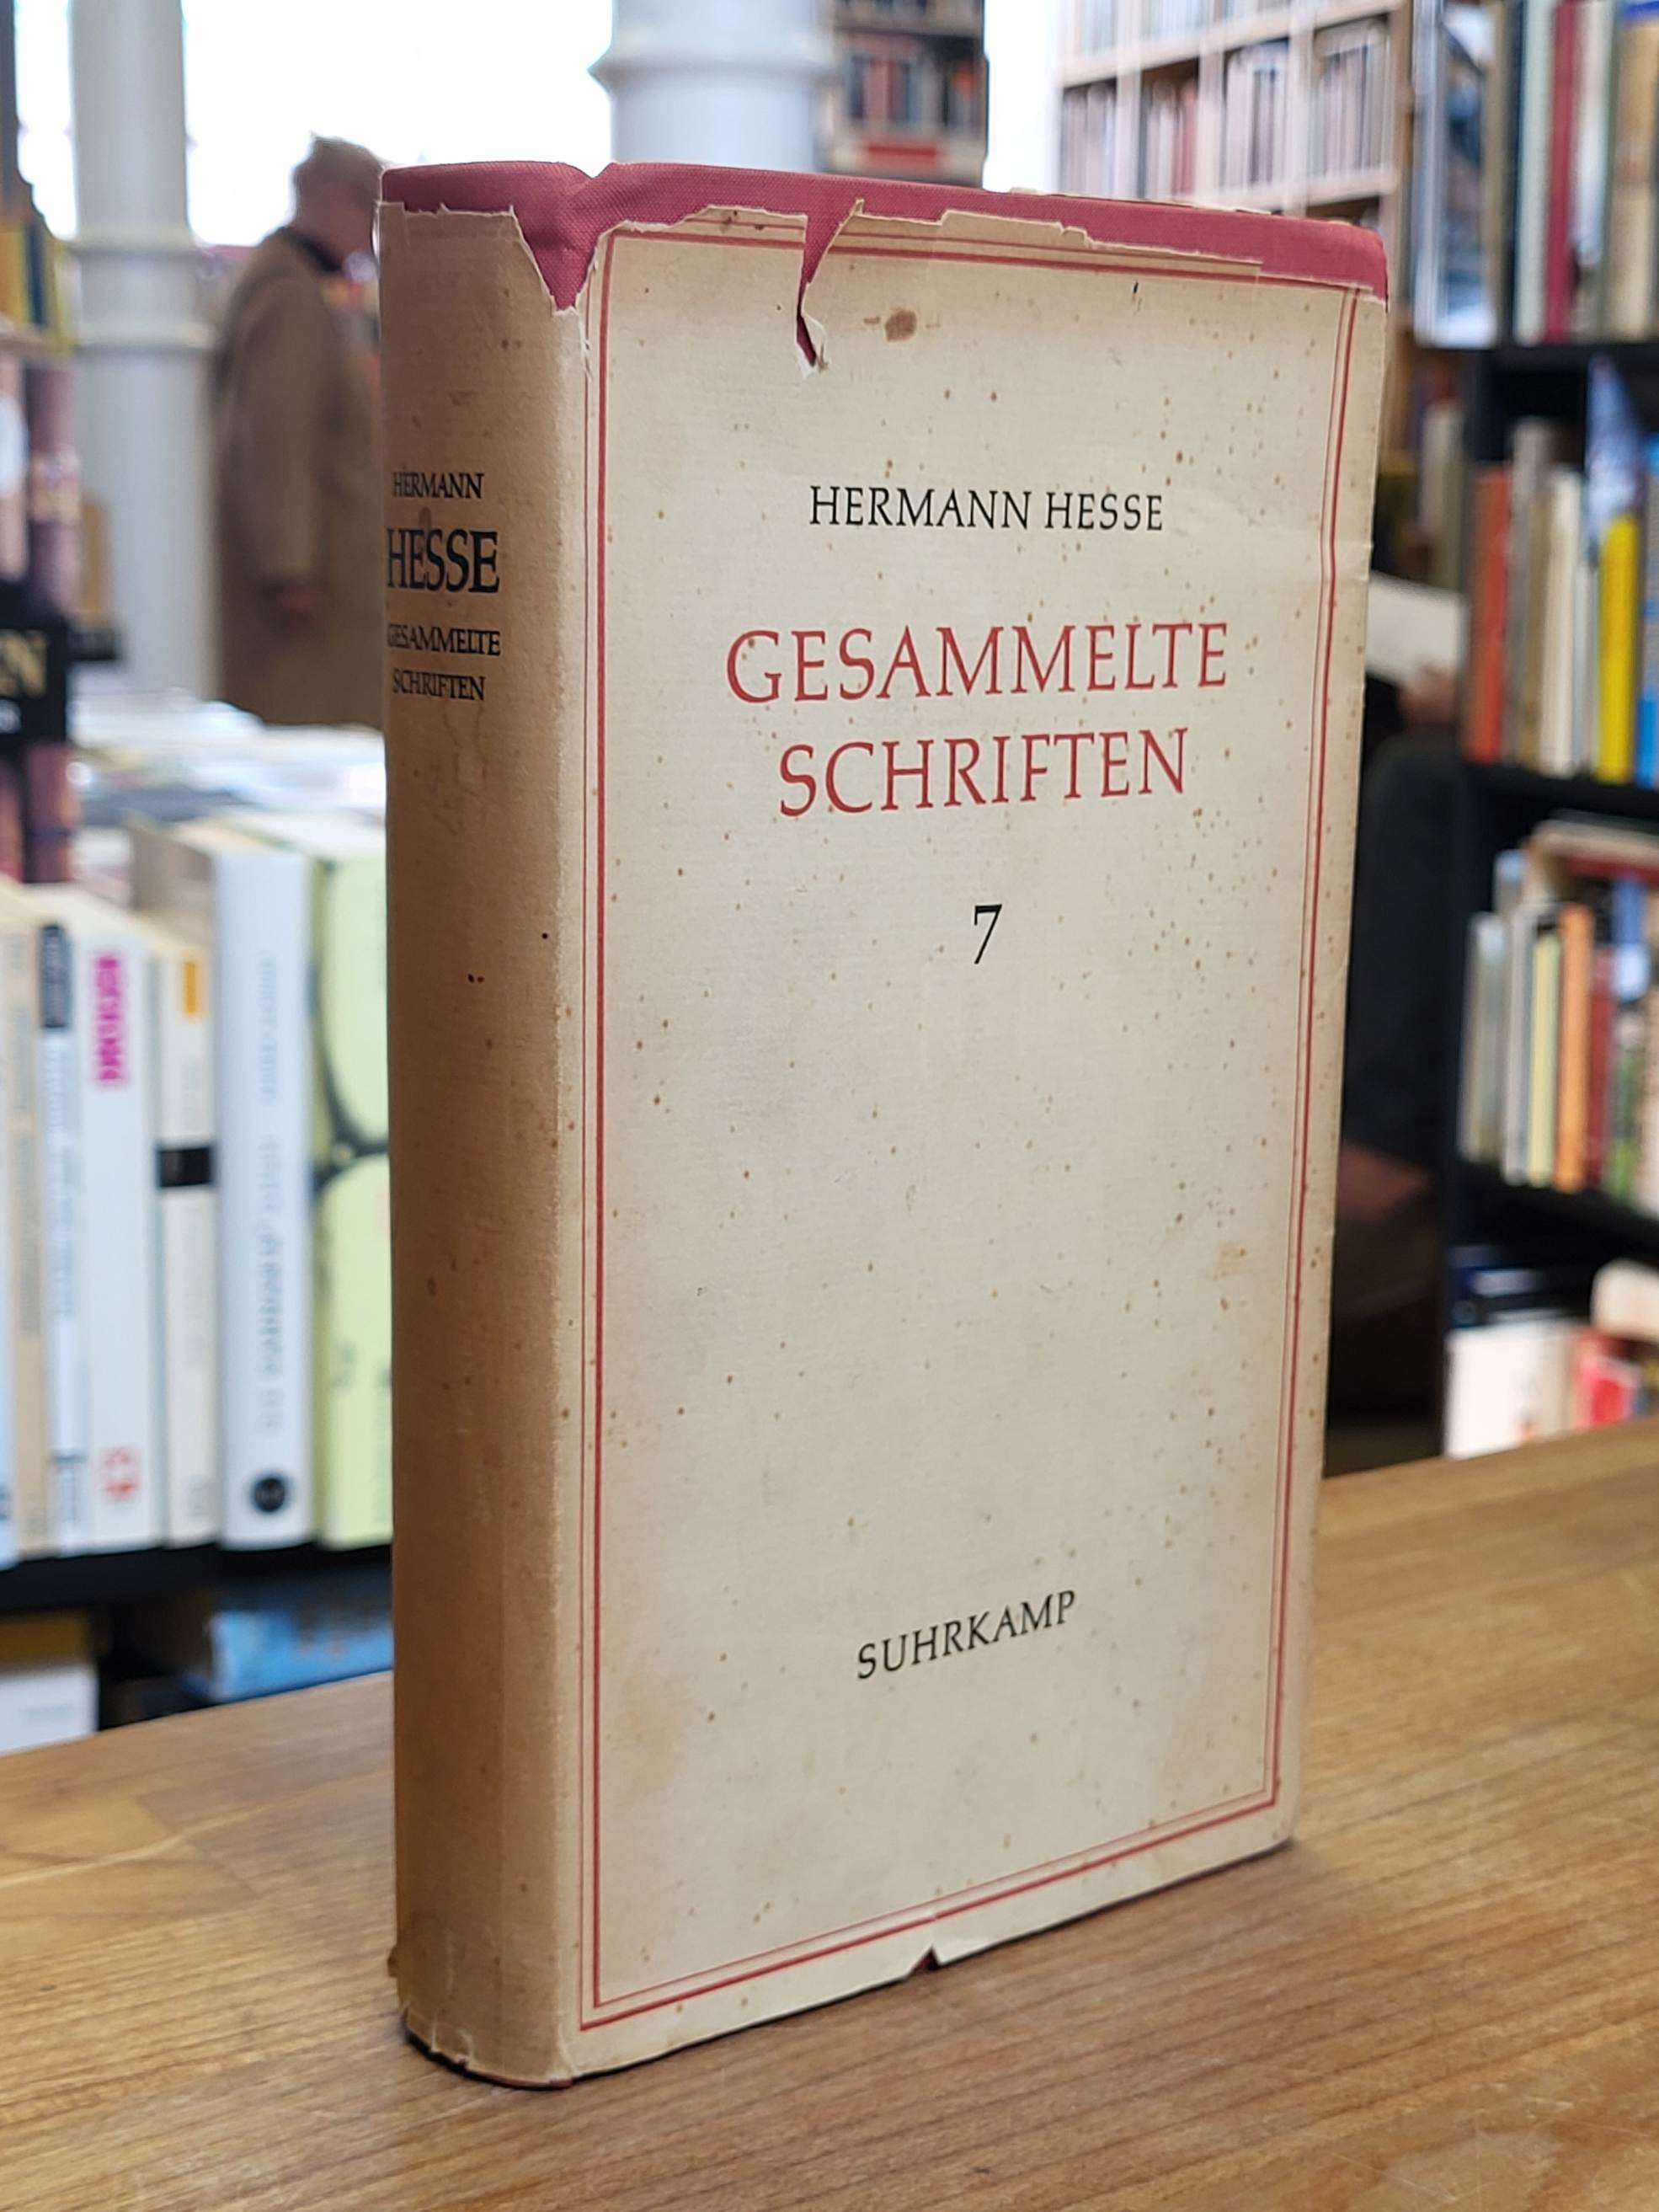 HERMANN
HESSE
GESAMMELTE
SCHRIFTEN
HERMANN HESSE
GESAMMELTE
SCHRIFTEN
7
SUHRKAMP